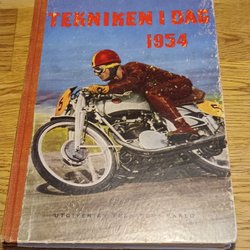 TEKNIKEN I DAG
1954
UTGIVEN AV